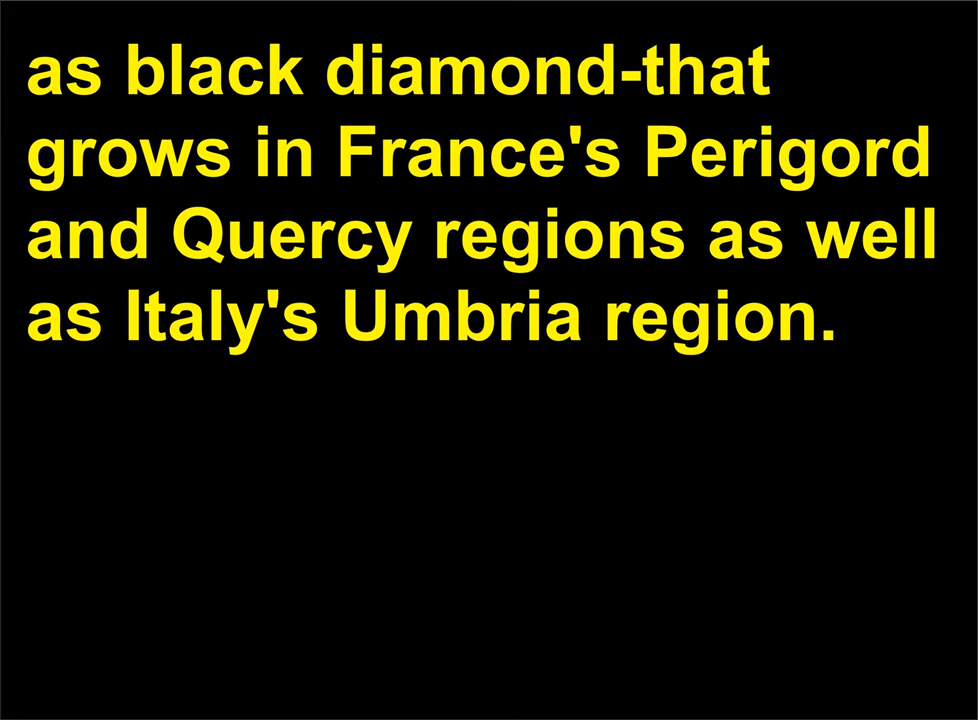 as black diamond-that
grows in France's Perigord
and Quercy regions as well
as Italy's Umbria region.